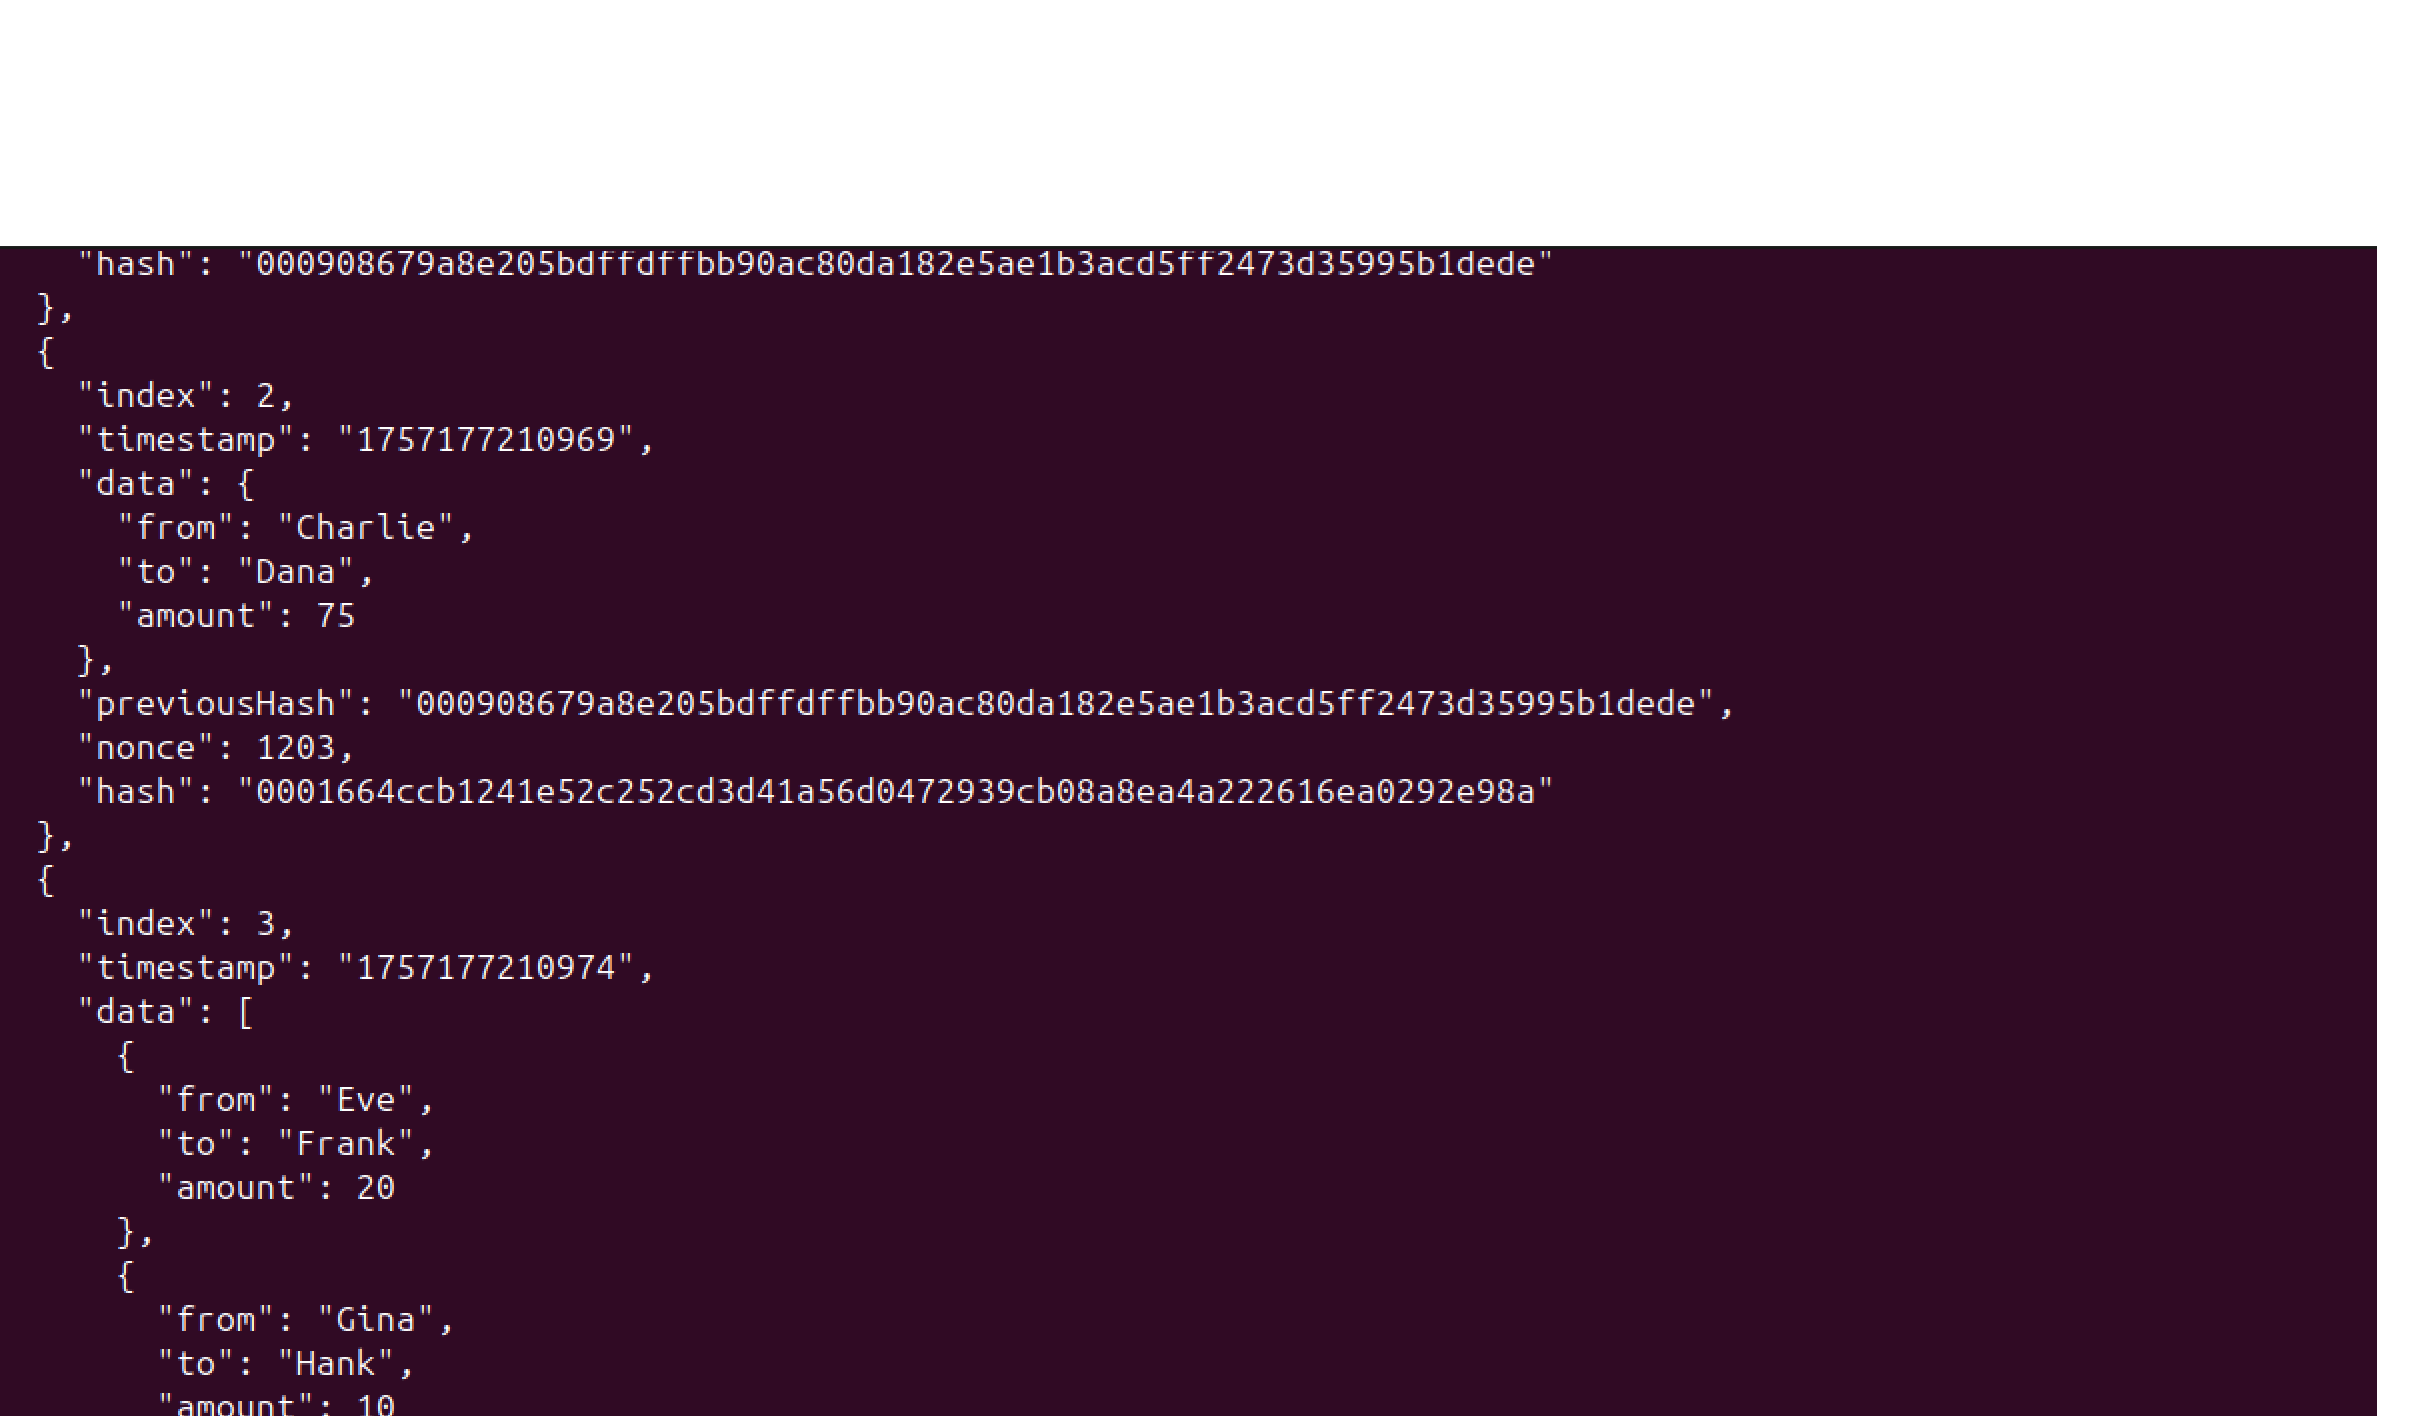 "hash": "000908679a8e205bdffdffbb90ac80da182e5ae1b3acd5ff2473d35995b1dede"
},
{
"index": 2,
"timestamp": "1757177210969",
"data": {
"from": "Charlie",
"to": "Dana",
"amount": 75
},
"previousHash": "000908679a8e205bdffdffbb90ac80da182e5ae1b3acd5ff2473d35995b1dede",
"nonce": 1203,
"hash": "0001664ccb1241e52c252cd3d41a56d0472939cb08a8ea4a222616ea0292e98a"
},
{
"index": 3,
"timestamp": "1757177210974",
"data": [
{
"from": "Eve",
"to": "Frank",
"amount": 20
},
{
"from": "Gina",
"to": "Hank",
"amount": 10